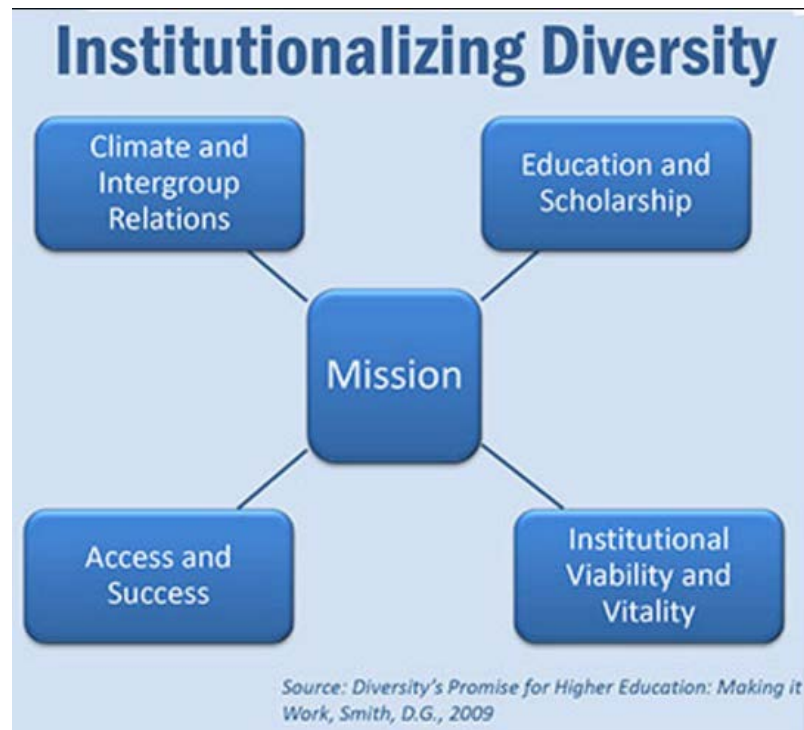 Institutionalizing Diversity
Climate and
Intergroup
Relations
Education and
Scholarship
Mission
Access and
Success
Institutional
Viability and
Vitality
Source: Diversity's Promise for Higher Education: Making it
Work, Smith, D.G., 2009